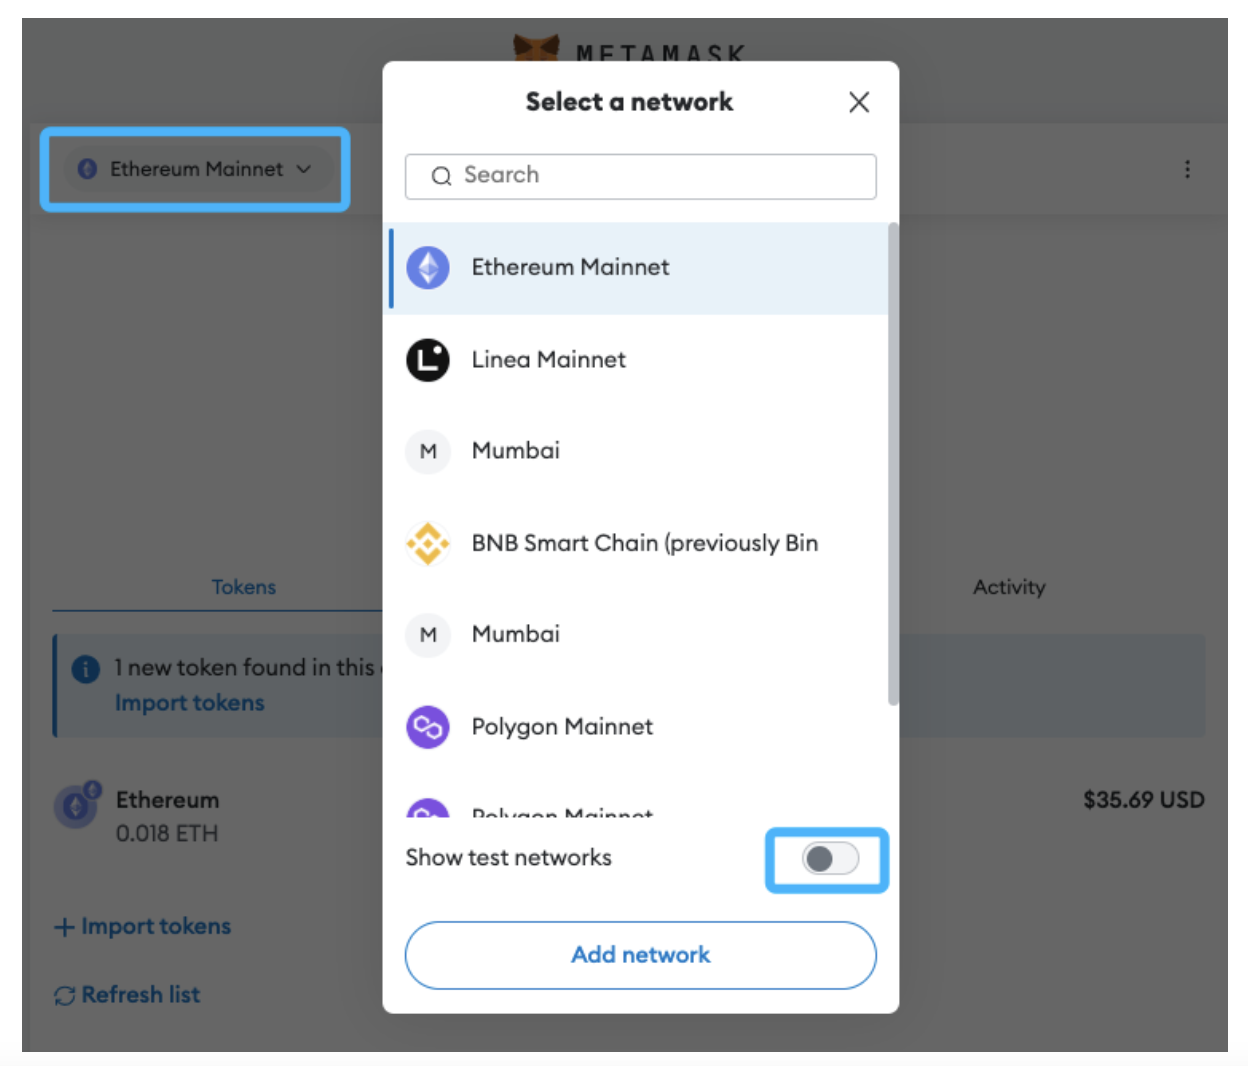 METAMASK
Ethereum Mainnet
Select a network
Search
Ethereum Mainnet
L
Linea Mainnet
M
Mumbai
BNB Smart Chain (previously Bin
M
Mumbai
Polygon Mainnet
Polygon Mainnet
Show test networks
Add network
Tokens
Activity
1 new token found in this
Import tokens
Ethereum
$35.69 USD
0.018 ETH
+ Import tokens
Refresh list